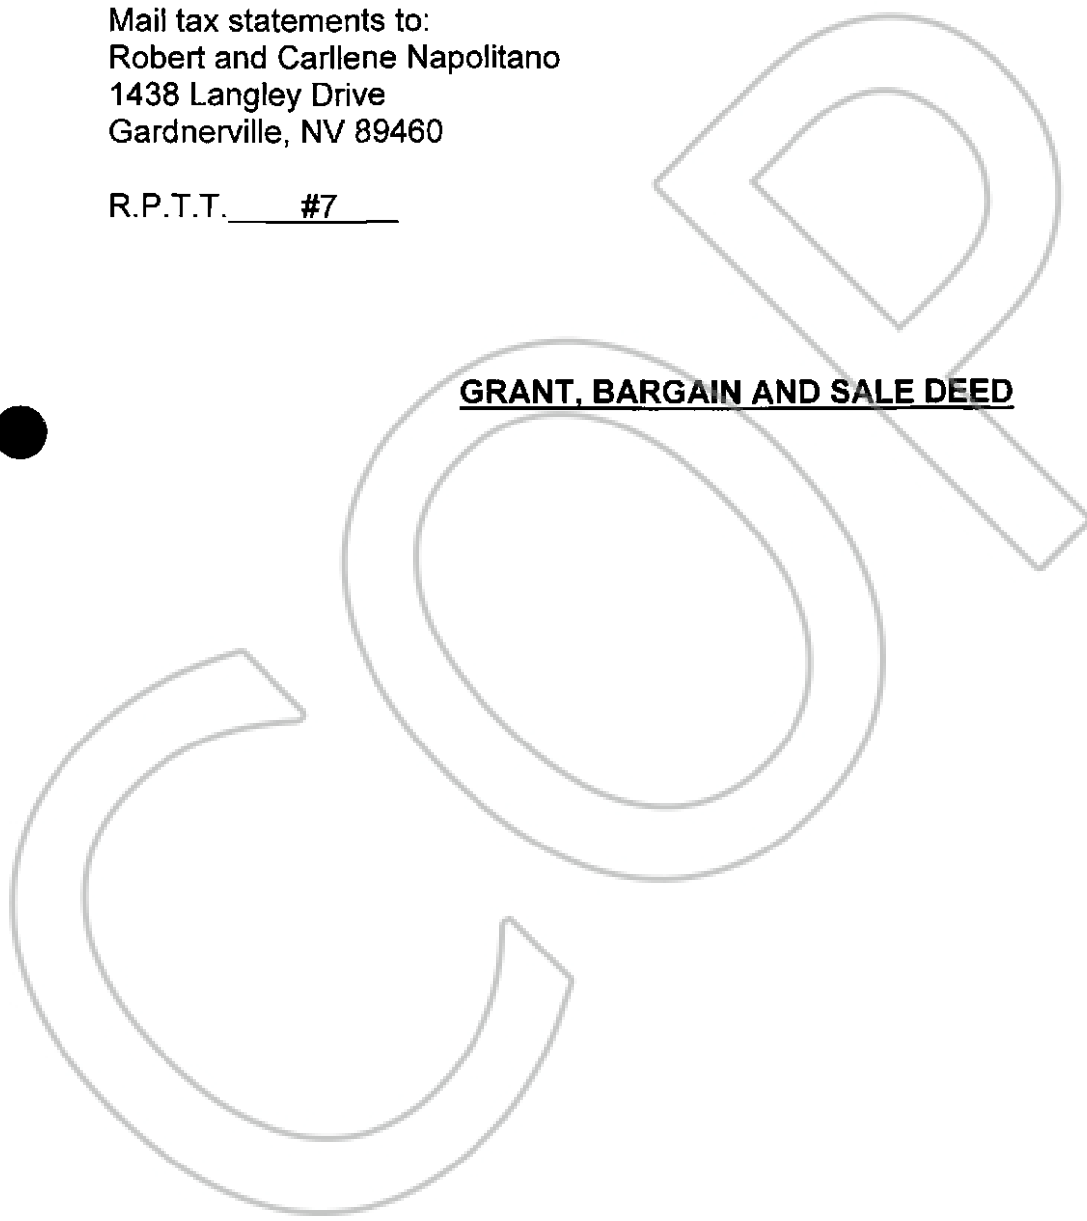 Mail tax statements to:
Robert and Carllene Napolitano
1438 Langley Drive
Gardnerville, NV 89460
R.P.T.T. #7
GRANT, BARGAIN AND SALE DEED
COP